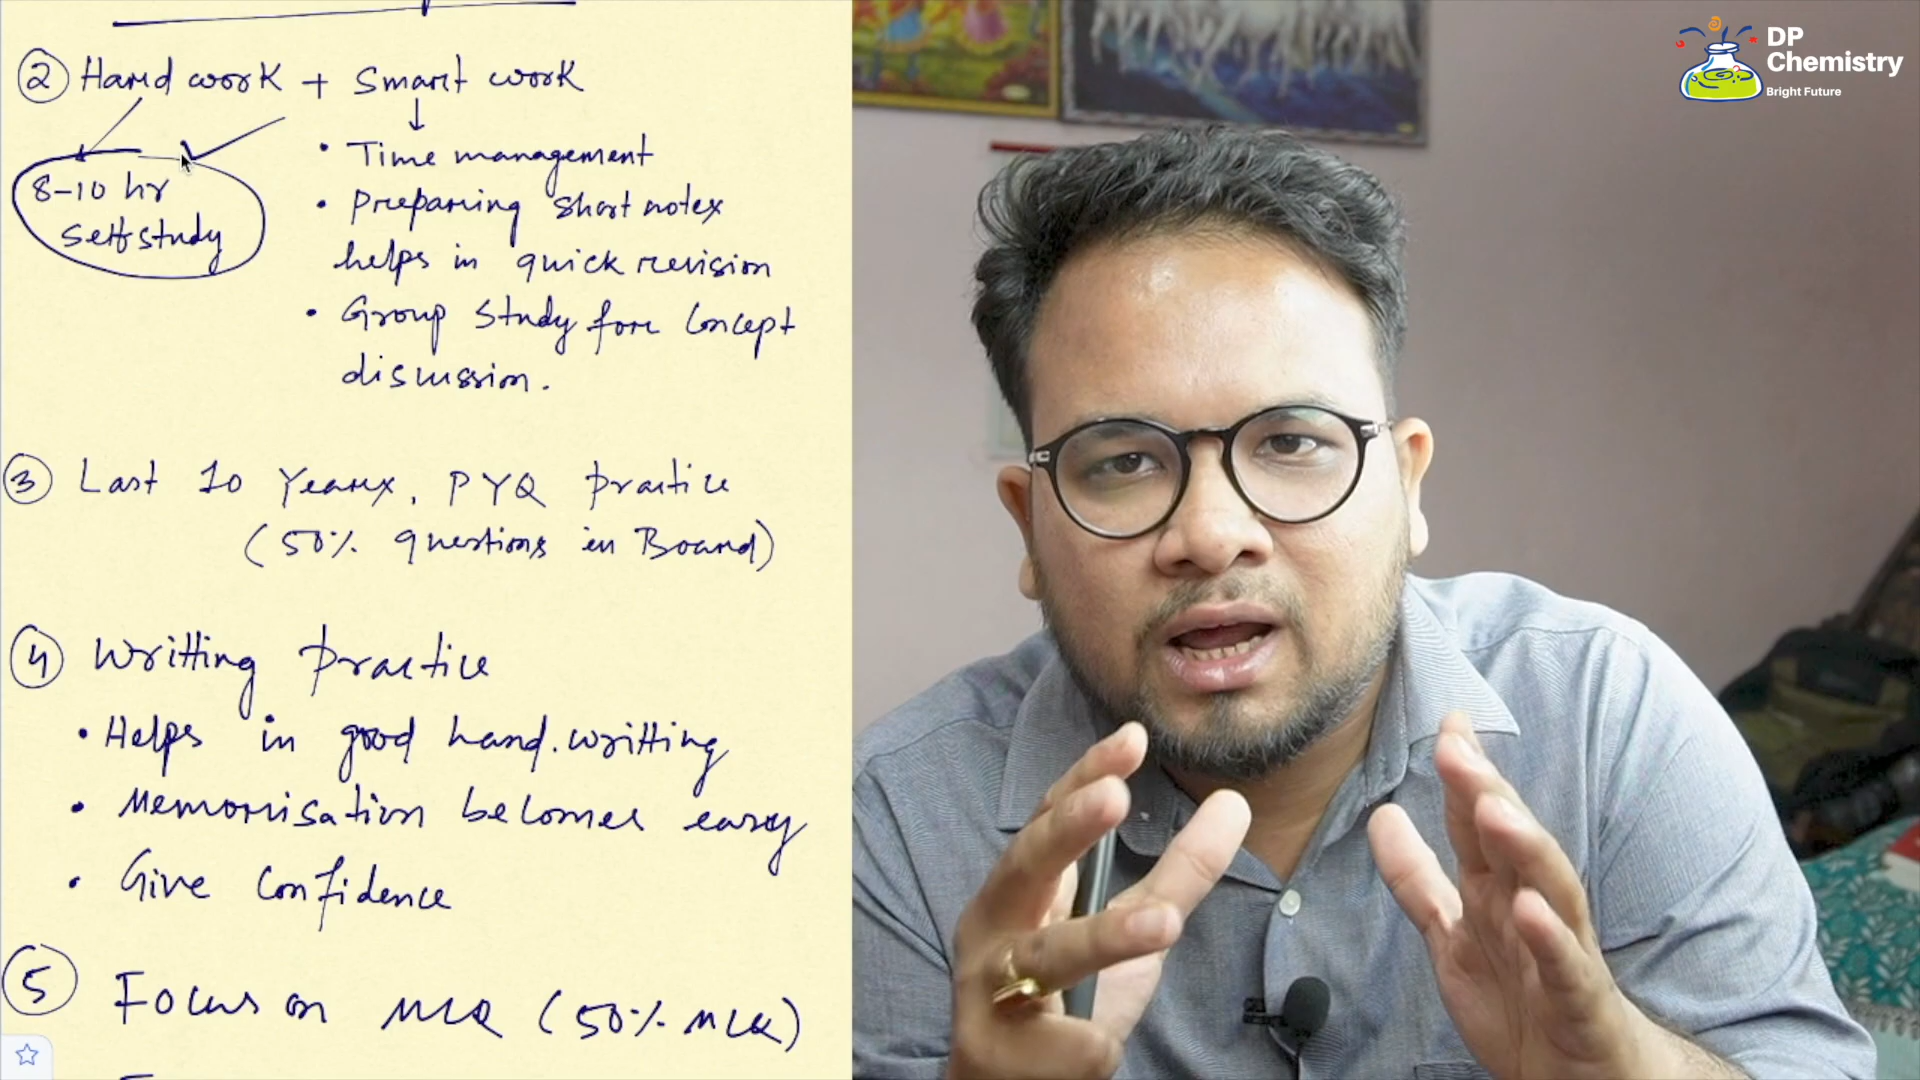 ② Hard work + Smart work
8-10 hr
Self study
• Time management
• Preparing short notes
helps in quick revision
• Group study for concept
discussion.
③ Last 10 Years, PYQ practice
(50% questions in Board)
④ Writting practice
• Helps in good hand.writting
• Memorisation becomes easy
• Give Confidence
⑤ Focus on MCQ (50% MCQ)
DP
Chemistry
Bright Future